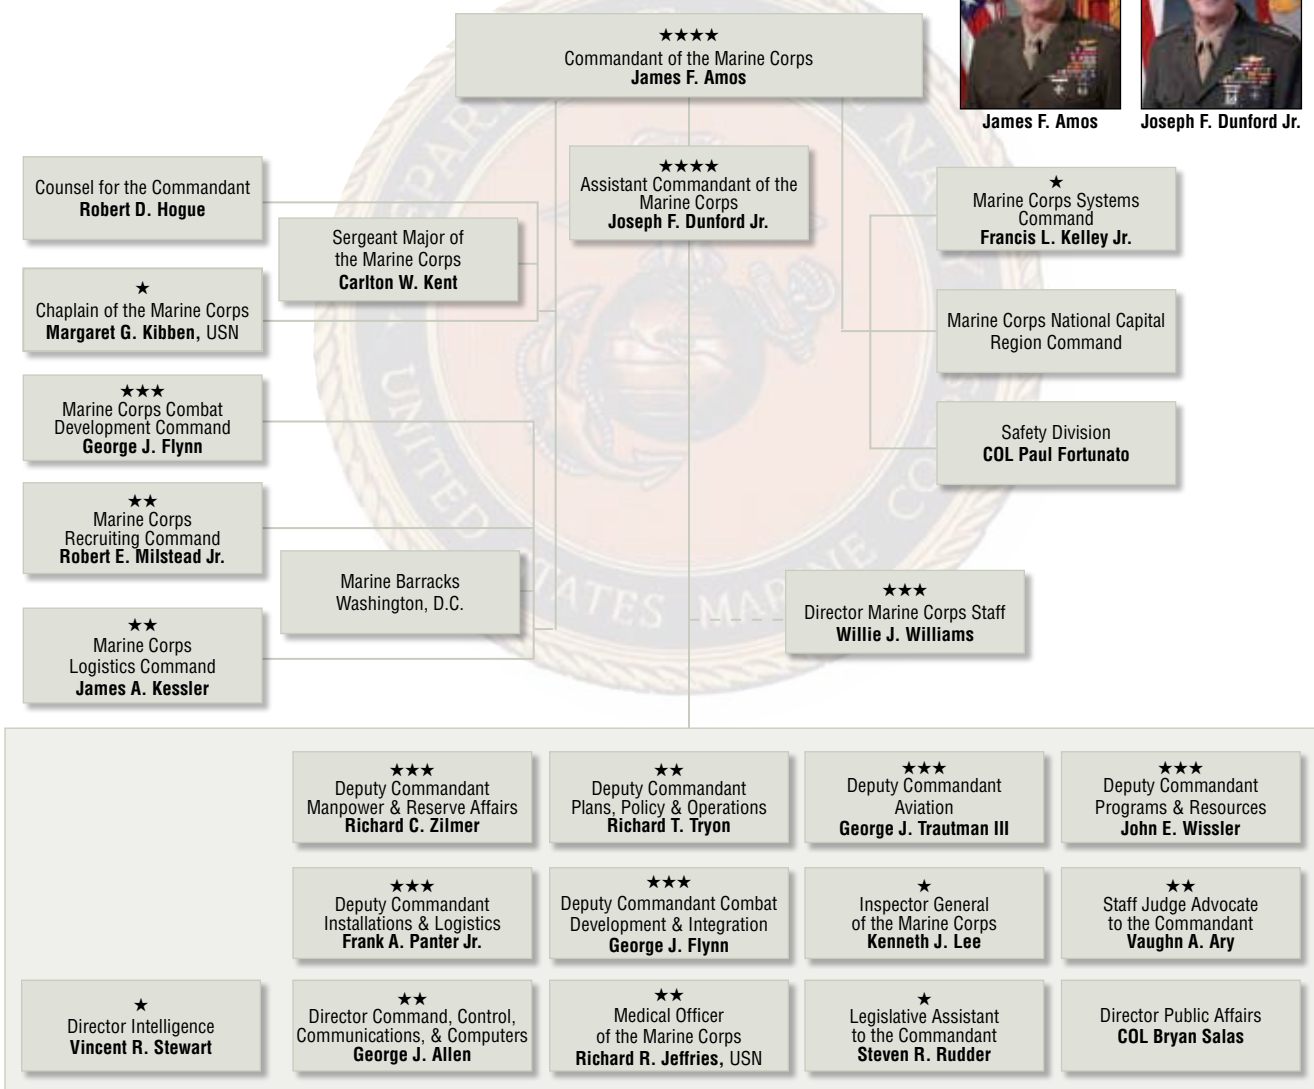 ★★★★
Commandant of the Marine Corps
James F. Amos
James F. Amos
Joseph F. Dunford Jr.
★★★★
Assistant Commandant of the
Marine Corps
Joseph F. Dunford Jr.
Counsel for the Commandant
Robert D. Hogue
Sergeant Major of
the Marine Corps
Carlton W. Kent
★
Chaplain of the Marine Corps
Margaret G. Kibben, USN
★
Marine Corps Systems
Command
Francis L. Kelley Jr.
Marine Corps National Capital
Region Command
Safety Division
COL Paul Fortunato
★★★
Marine Corps Combat
Development Command
George J. Flynn
★★
Marine Corps
Recruiting Command
Robert E. Milstead Jr.
Marine Barracks
Washington, D.C.
★★
Marine Corps
Logistics Command
James A. Kessler
★★★
Director Marine Corps Staff
Willie J. Williams
★★★
Deputy Commandant
Manpower & Reserve Affairs
Richard C. Zilmer
★★
Deputy Commandant
Plans, Policy & Operations
Richard T. Tryon
★★★
Deputy Commandant
Aviation
George J. Trautman III
★★★
Deputy Commandant
Programs & Resources
John E. Wissler
★★★
Deputy Commandant
Installations & Logistics
Frank A. Panter Jr.
★★★
Deputy Commandant Combat
Development & Integration
George J. Flynn
★
Inspector General
of the Marine Corps
Kenneth J. Lee
★★
Staff Judge Advocate
to the Commandant
Vaughn A. Ary
★
Director Intelligence
Vincent R. Stewart
★★
Director Command, Control,
Communications, & Computers
George J. Allen
★★
Medical Officer
of the Marine Corps
Richard R. Jeffries, USN
★
Legislative Assistant
to the Commandant
Steven R. Rudder
Director Public Affairs
COL Bryan Salas
UNITED STATES MARINE